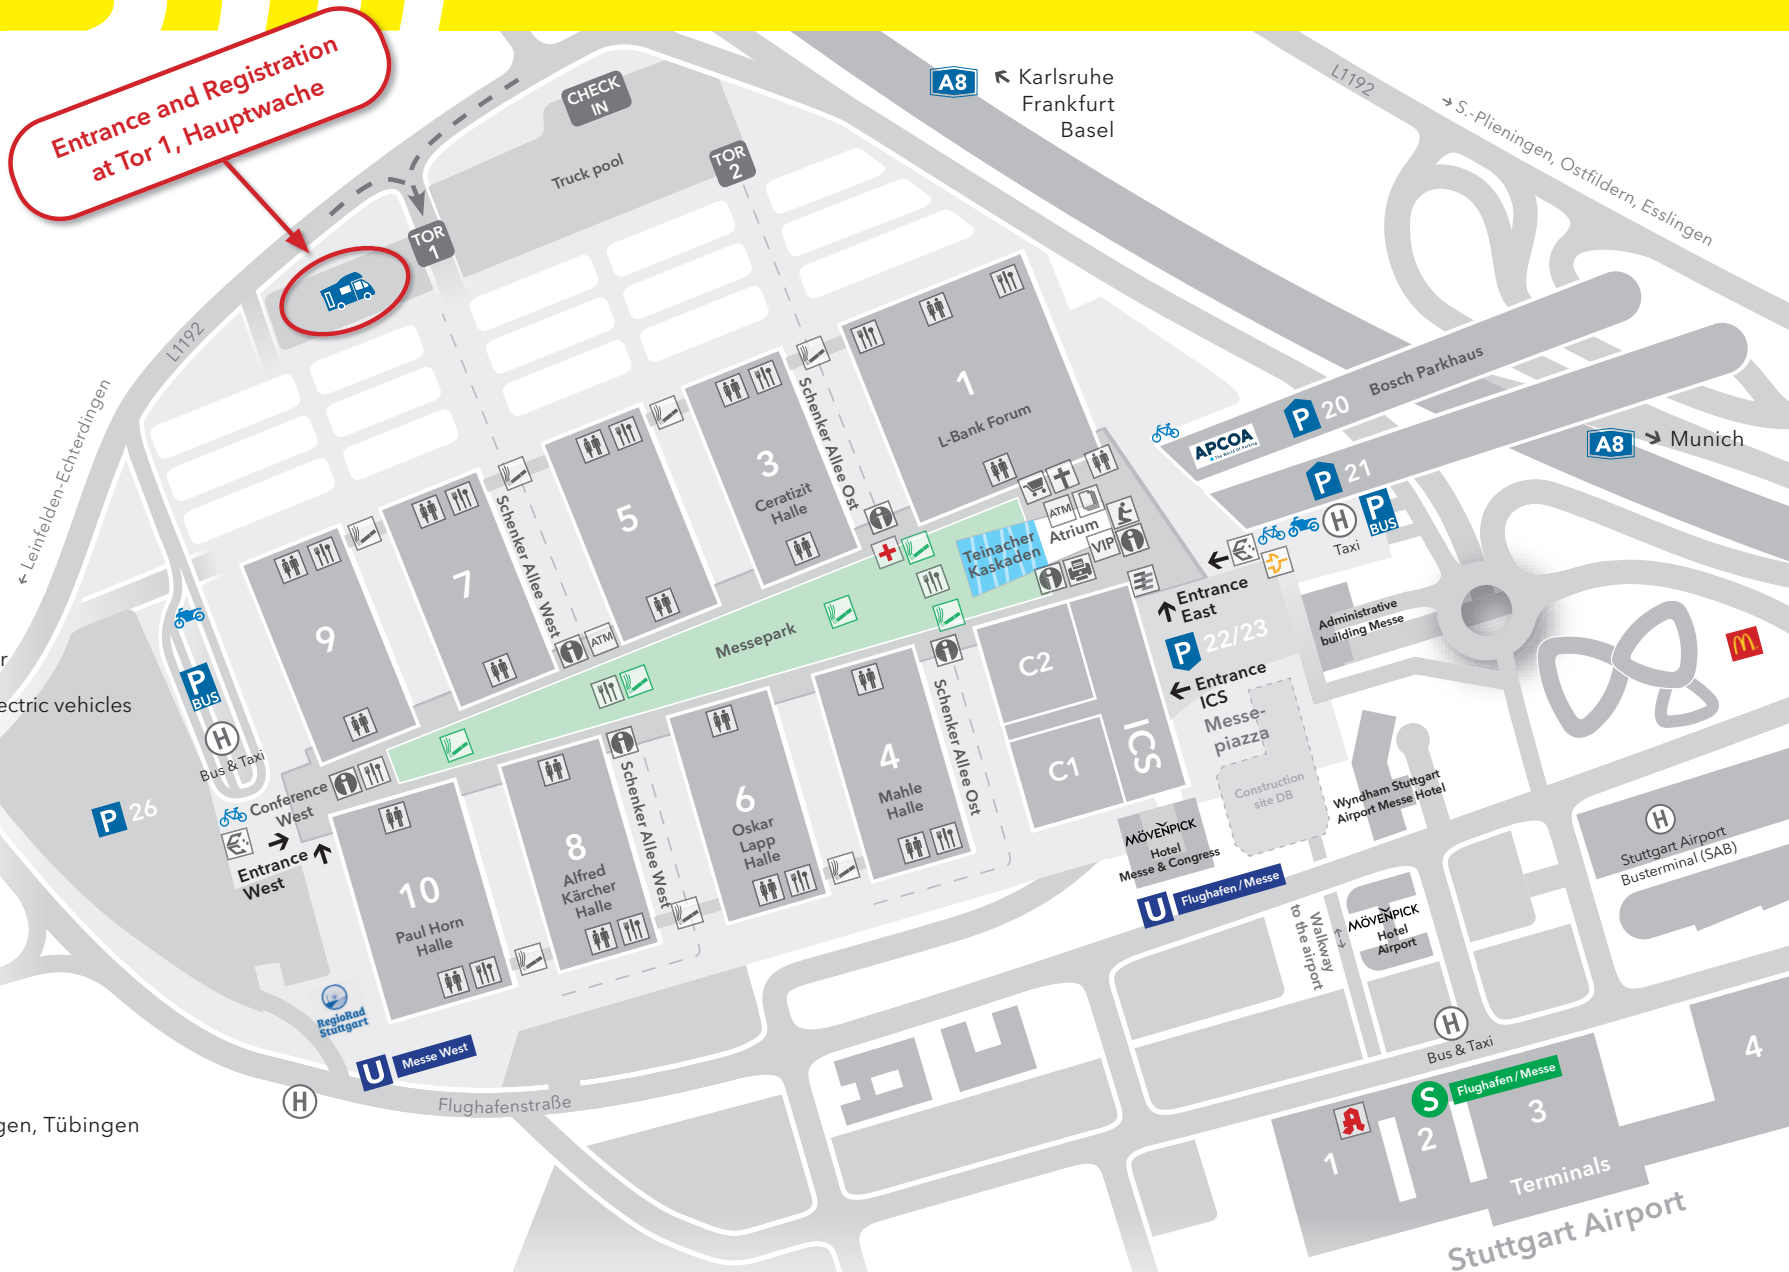 Entrance and Registration
at Tor 1, Hauptwache
CHECK
IN
Truck pool
TOR
2
TOR
1
A8
Karlsruhe
Frankfurt
Basel
L1192
S.-Plieningen, Ostfildern, Esslingen
L1192
Leinfelden-Echterdingen
Bosch Parkhaus
P 20
APCOA
P 21
A8
Munich
P
BUS
H
Taxi
1
L-Bank Forum
3
Ceratizit
Halle
5
7
9
Schenker Allee Ost
Schenker Allee West
ATM
Messepark
Teinacher
Kaskaden
Atrium
ATM
VIP
Entrance
East
P 22/23
Entrance
ICS
Messe-
piazza
Administrative
building Messe
Construction
site DB
C2
C1
ICS
r
ectric vehicles
P
BUS
H
Bus & Taxi
P 26
Conference
West
Entrance
West
10
Paul Horn
Halle
8
Alfred
Kärcher
Halle
Schenker Allee West
6
Oskar
Lapp
Halle
4
Mahle
Halle
Schenker Allee Ost
MÖVENPICK
Hotel
Messe & Congress
Wyndham Stuttgart
Airport Messe Hotel
H
Stuttgart Airport
Busterminal (SAB)
U Flughafen / Messe
Walkway
to the airport
MÖVENPICK
Hotel
Airport
RegioRad
Stuttgart
U Messe West
H
Flughafenstraße
gen, Tübingen
H
Bus & Taxi
S Flughafen / Messe
1
2
3
4
Terminals
Stuttgart Airport